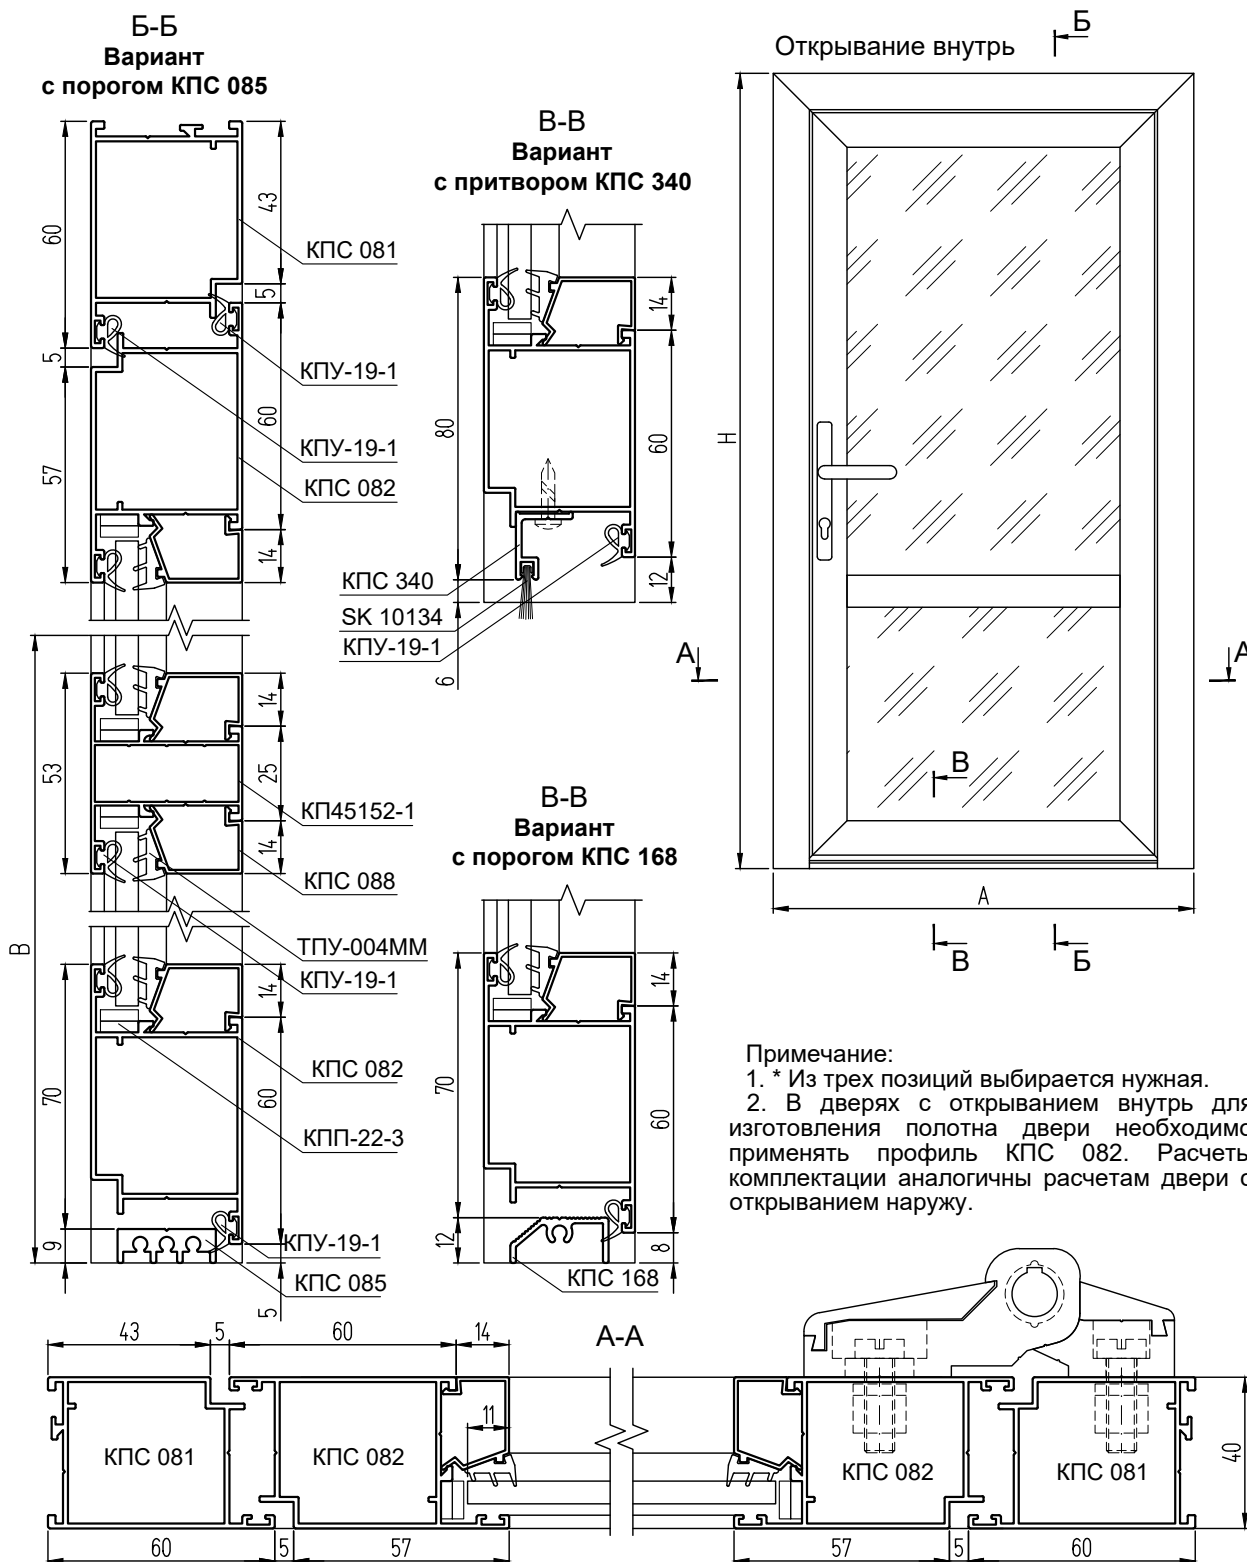 Б-Б
Вариант
с порогом КПС 085
60
5
57
43
5
60
14
КПС 081
КПУ-19-1
КПУ-19-1
КПС 082
В
53
14
25
14
КП45152-1
КПС 088
ТПУ-004ММ
КПУ-19-1
70
9
14
60
5
КПС 082
КПП-22-3
КПУ-19-1
КПС 085
В-В
Вариант
с притвором КПС 340
80
6
14
60
12
КПС 340
SK 10134
КПУ-19-1
В-В
Вариант
с порогом КПС 168
70
12
14
60
8
КПС 168
Открывание внутрь
Б
Н
А
А
В
А
В
Б
Примечание:
1. * Из трех позиций выбирается нужная.
2. В дверях с открыванием внутрь для
изготовления полотна двери необходимо
применять профиль КПС 082. Расчеты
комплектации аналогичны расчетам двери с
открыванием наружу.
А-А
43
5
60
14
11
КПС 081
КПС 082
КПС 082
КПС 081
40
60
5
57
57
5
60